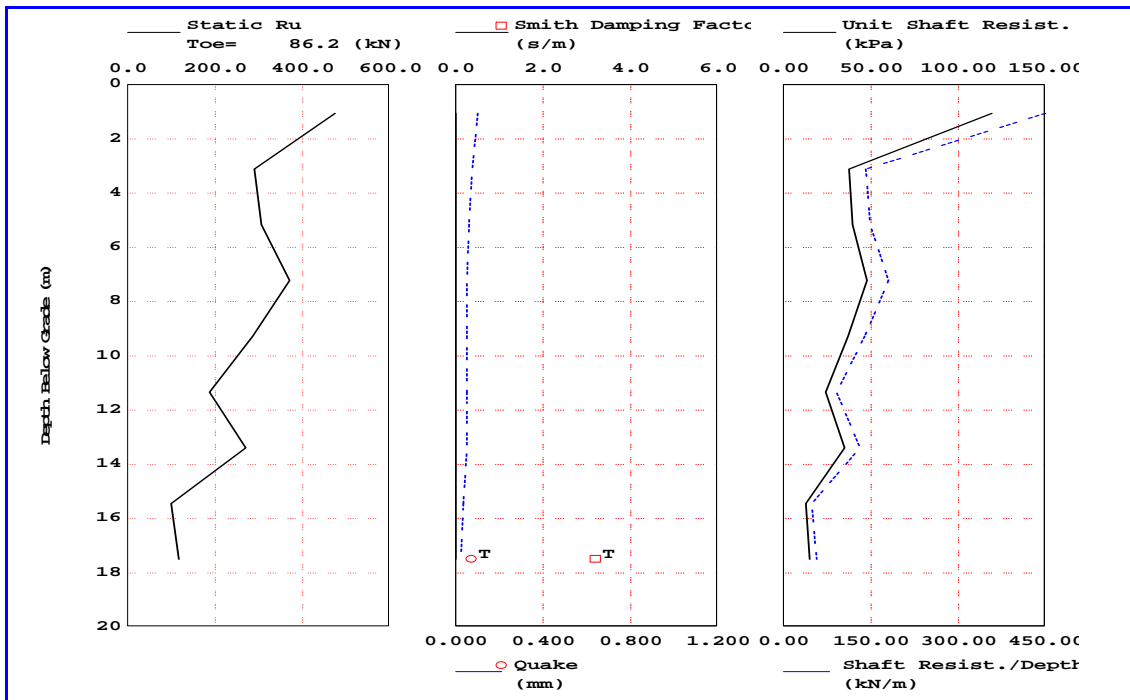 Static Ru
Toe= 86.2 (kN)
0.0 200.0 400.0 600.0
Smith Damping Facto
(s/m)
0.0 2.0 4.0 6.0
Unit Shaft Resist.
(kPa)
0.00 50.00 100.00 150.00
0
2
4
6
8
10
12
14
16
18
20
Depth Below Grade (m)
T T
0.000 0.400 0.800 1.200
Quake
(mm)
0.00 150.00 300.00 450.00
Shaft Resist./Depth
(kN/m)